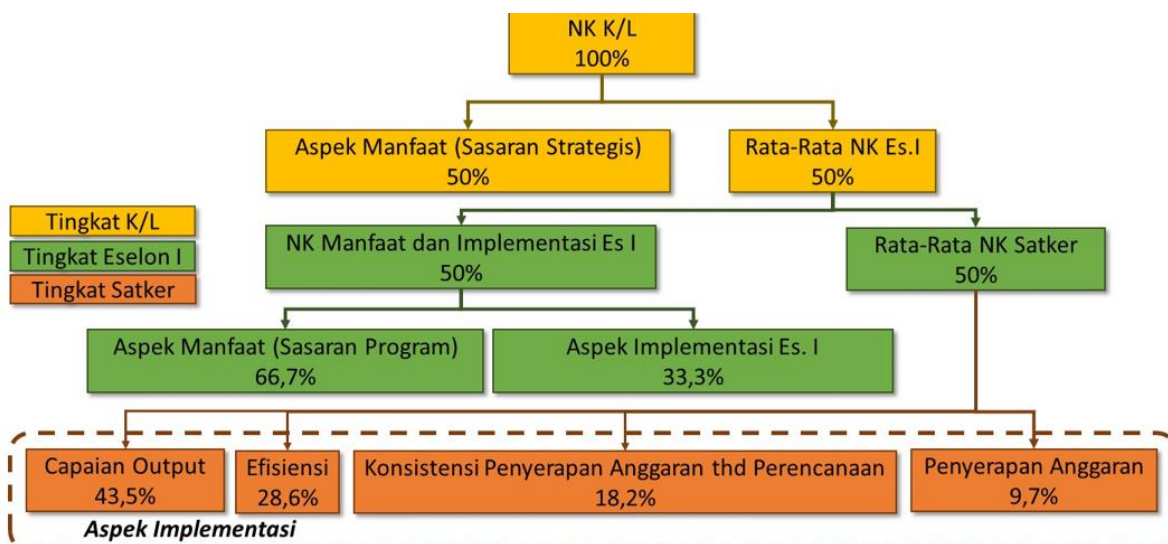 NK K/L
100%
Aspek Manfaat (Sasaran Strategis)
50%
Rata-Rata NK Es.I
50%
Tingkat K/L
Tingkat Eselon I
Tingkat Satker
NK Manfaat dan Implementasi Es I
50%
Rata-Rata NK Satker
50%
Aspek Manfaat (Sasaran Program)
66,7%
Aspek Implementasi Es. I
33,3%
Capaian Output
43,5%
Efisiensi
28,6%
Konsistensi Penyerapan Anggaran thd Perencanaan
18,2%
Penyerapan Anggaran
9,7%
Aspek Implementasi